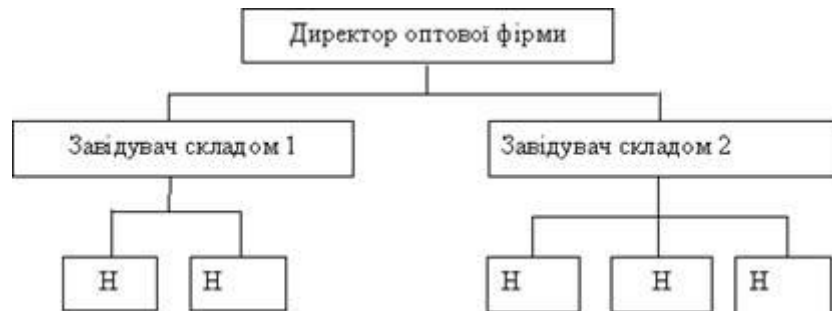 Директор оптової фірми
Завідувач складом 1
Завідувач складом 2
Н
Н
Н
Н
Н